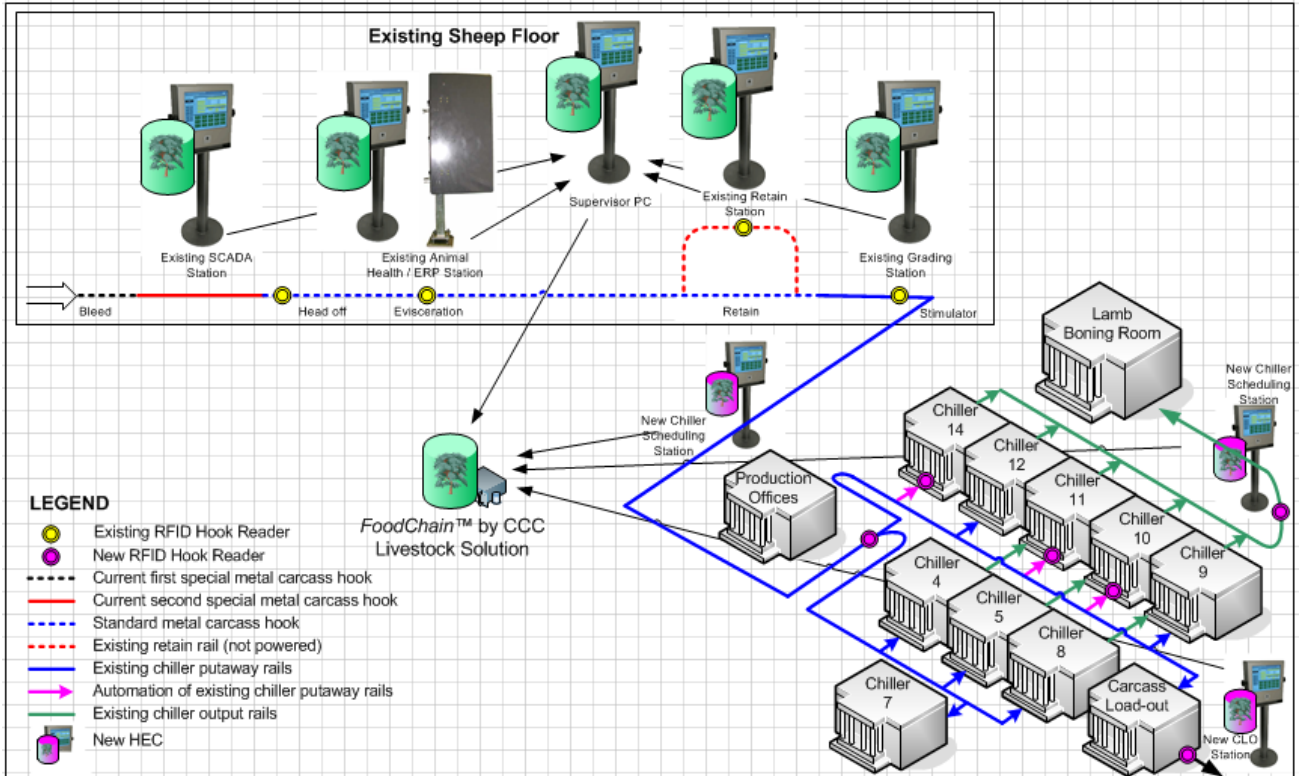 Existing Sheep Floor
Existing SCADA
Station
Existing Animal
Health / ERP Station
Supervisor PC
Existing Retain
Station
Existing Grading
Station
Bleed
Head off
Evisceration
Retain
Stimulator
Lamb
Boning Room
New Chiller
Scheduling
Station
New Chiller
Scheduling
Station
Chiller
14
Chiller
12
Chiller
11
Chiller
10
Chiller
9
Production
Offices
Chiller
4
Chiller
5
Chiller
8
Chiller
7
Carcass
Load-out
New CLO
Station
FoodChain™ by CCC
Livestock Solution
LEGEND
Existing RFID Hook Reader
New RFID Hook Reader
Current first special metal carcass hook
Current second special metal carcass hook
Standard metal carcass hook
Existing retain rail (not powered)
Existing chiller putaway rails
Automation of existing chiller putaway rails
Existing chiller output rails
New HEC